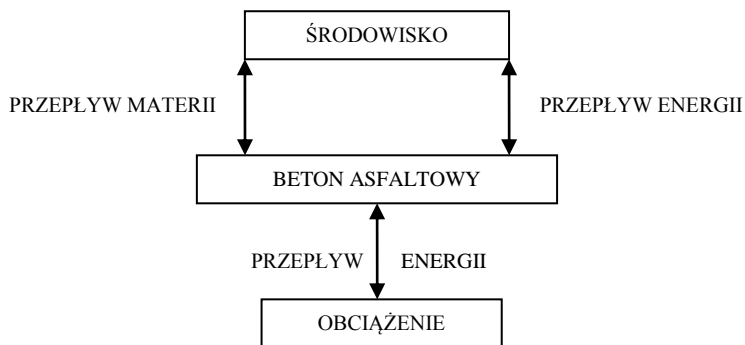 ŚRODOWISKO
PRZEPŁYW MATERII
PRZEPŁYW ENERGII
BETON ASFALTOWY
PRZEPŁYW ENERGII
OBCIĄŻENIE